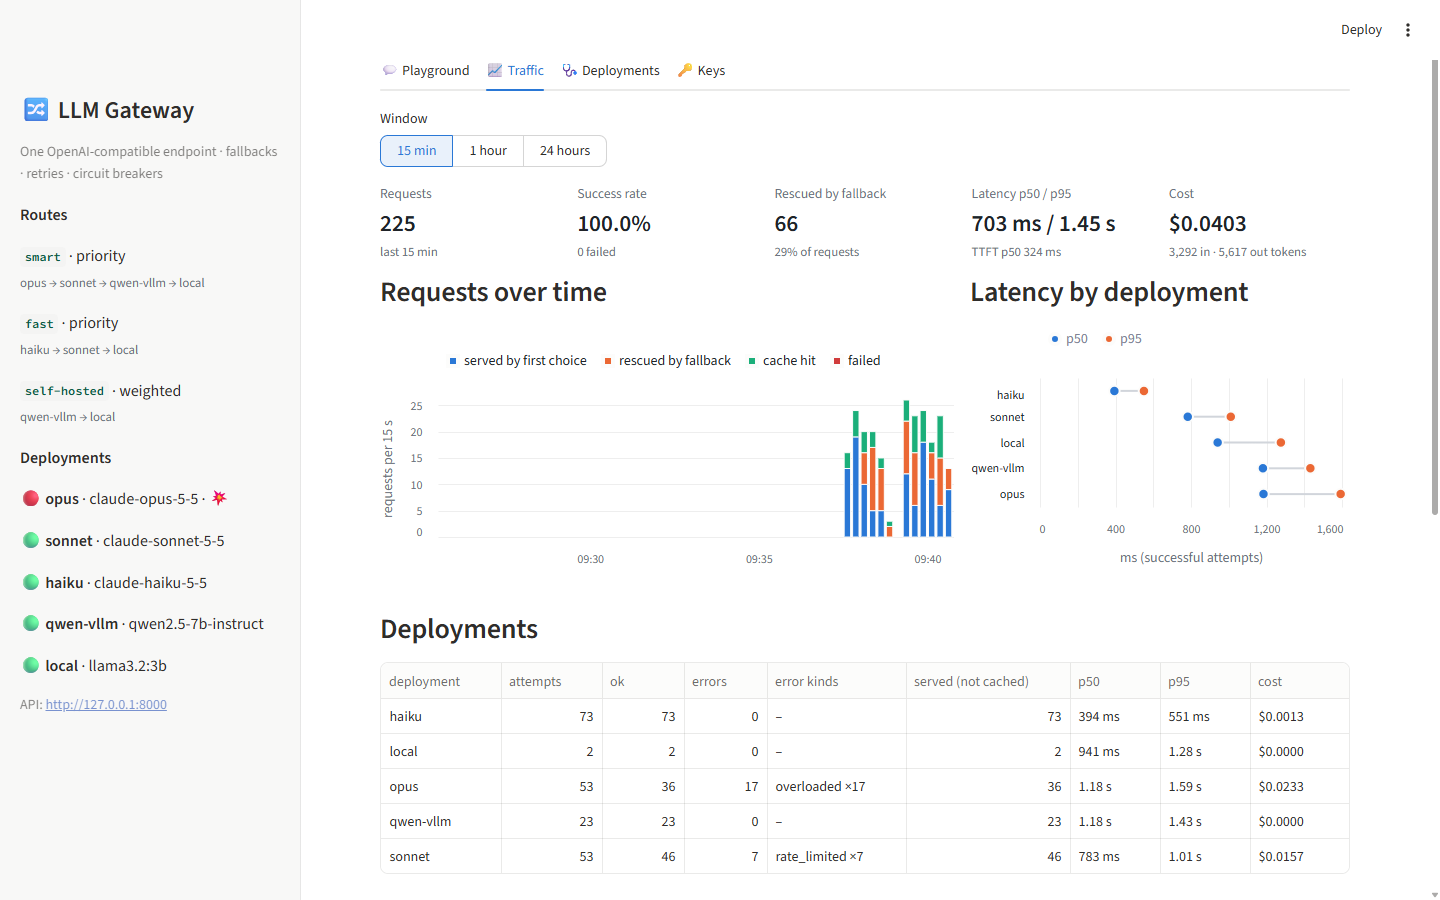 Deploy
Playground
Traffic
Deployments
Keys
LLM Gateway
One OpenAI-compatible endpoint · fallbacks
· retries · circuit breakers
Routes
smart · priority
opus → sonnet → qwen-vllm → local
fast · priority
haiku → sonnet → local
self-hosted · weighted
qwen-vllm → local
Deployments
opus · claude-opus-5-5 ·
sonnet · claude-sonnet-5-5
haiku · claude-haiku-5-5
qwen-vllm · qwen2.5-7b-instruct
local · llama3.2:3b
API: http://127.0.0.1:8000
Window
15 min
1 hour
24 hours
Requests
225
last 15 min
Success rate
100.0%
0 failed
Rescued by fallback
66
29% of requests
Latency p50 / p95
703 ms / 1.45 s
TTFT p50 324 ms
Cost
$0.0403
3,292 in · 5,617 out tokens
Requests over time
served by first choice
rescued by fallback
cache hit
failed
requests per 15 s
25
20
15
10
5
0
09:30
09:35
09:40
Latency by deployment
p50
p95
haiku
sonnet
local
qwen-vllm
opus
0
400
800
1,200
1,600
ms (successful attempts)
Deployments
deployment attempts ok errors error kinds served (not cached) p50 p95 cost
haiku 73 73 0 – 73 394 ms 551 ms $0.0013
local 2 2 0 – 2 941 ms 1.28 s $0.0000
opus 53 36 17 overloaded ×17 36 1.18 s 1.59 s $0.0233
qwen-vllm 23 23 0 – 23 1.18 s 1.43 s $0.0000
sonnet 53 46 7 rate_limited ×7 46 783 ms 1.01 s $0.0157